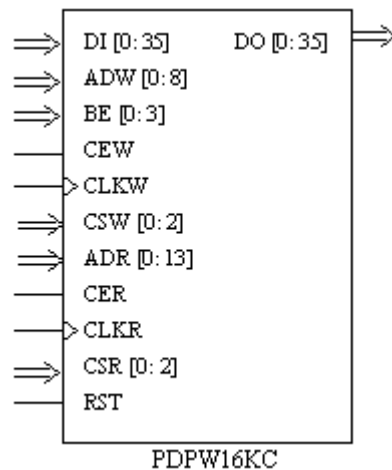 DI [0:35] DO [0:35]
ADW [0:8]
BE [0:3]
CEW
CLKW
CSW [0:2]
ADR [0:13]
CER
CLKR
CSR [0:2]
RST
PDPW16KC